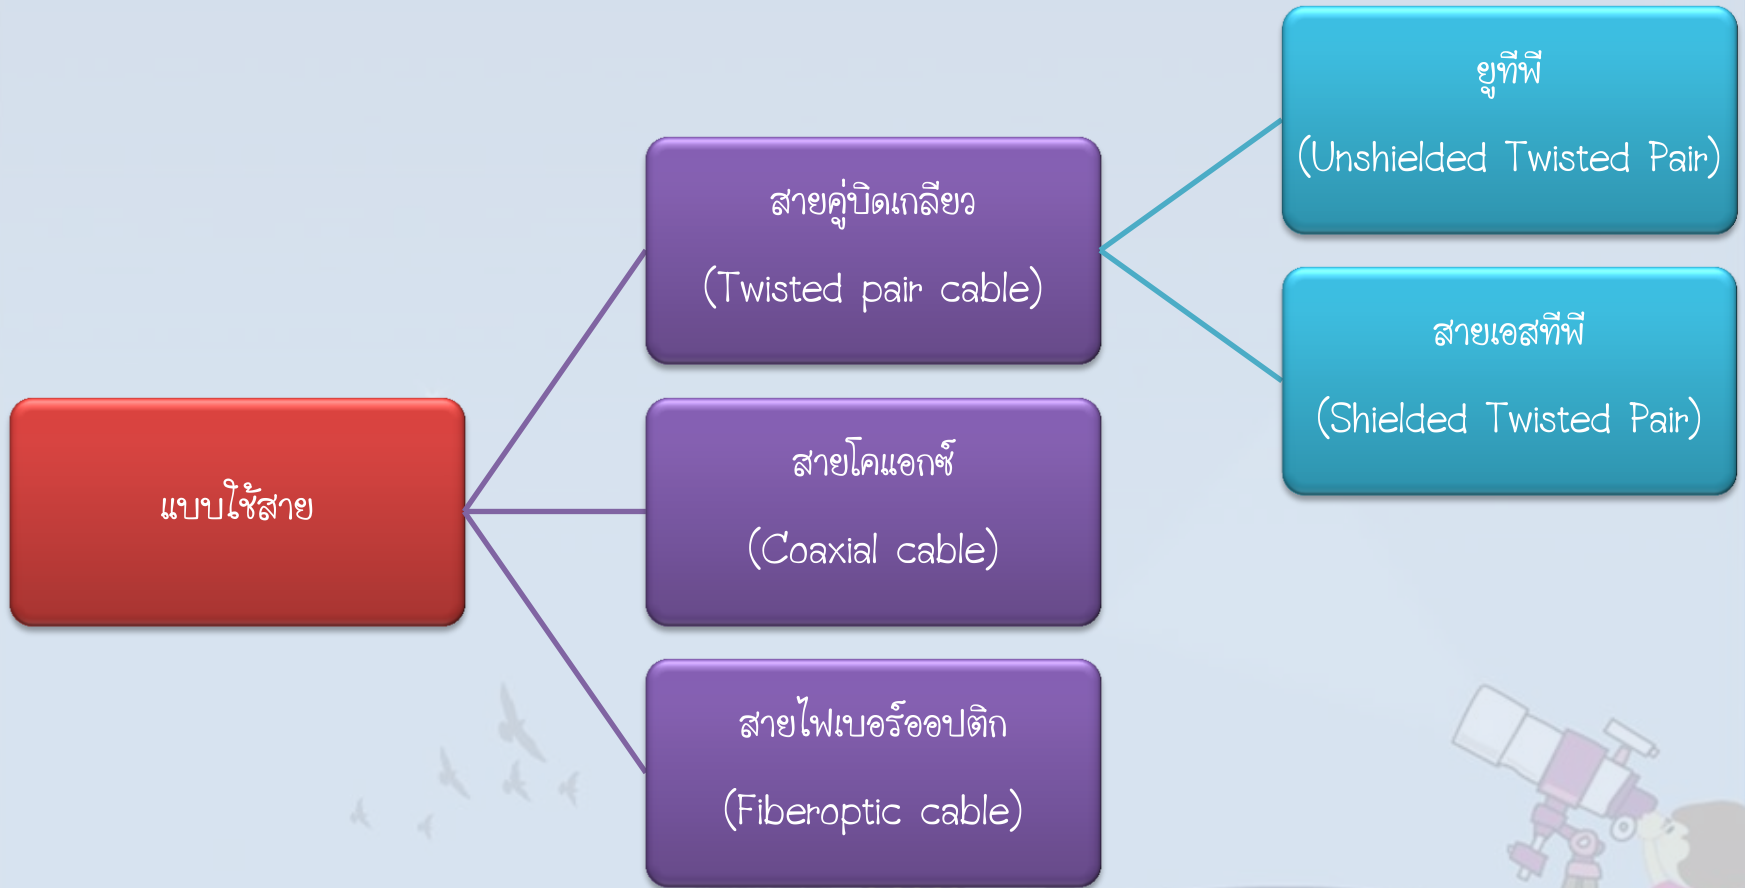 แบบใช้สาย
สายคู่บิดเกลียว
(Twisted pair cable)
สายโคแอกซ์
(Coaxial cable)
สายไฟเบอร์ออปติก
(Fiberoptic cable)
ยูทีพี
(Unshielded Twisted Pair)
สายเอสทีพี
(Shielded Twisted Pair)